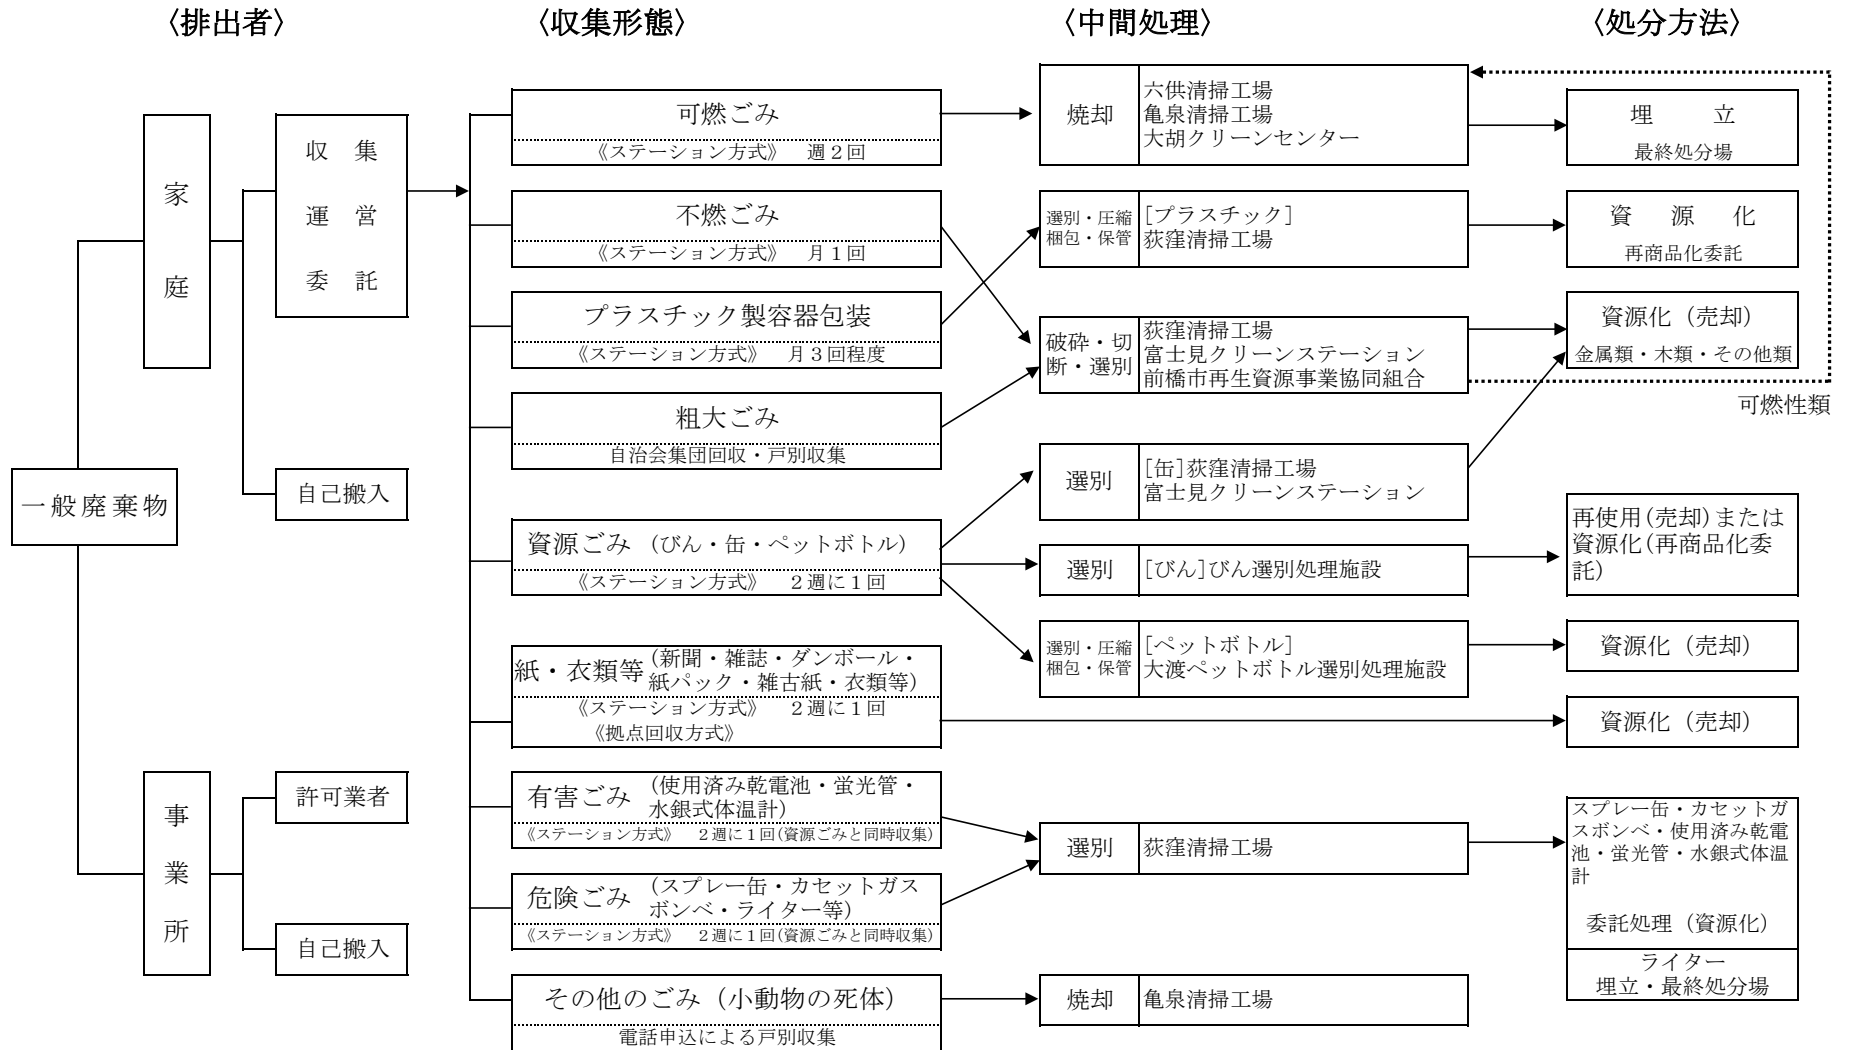 〈排出者〉
〈収集形態〉
〈中間処理〉
〈処分方法〉
一般廃棄物
家
庭
収 集
運 営
委 託
自己搬入
事
業
所
許可業者
自己搬入
可燃ごみ
《ステーション方式》 週２回
不燃ごみ
《ステーション方式》 月１回
プラスチック製容器包装
《ステーション方式》 月３回程度
粗大ごみ
自治会集団回収・戸別収集
資源ごみ (びん・缶・ペットボトル)
《ステーション方式》 ２週に１回
紙・衣類等
(新聞・雑誌・ダンボール・
紙パック・雑古紙・衣類等)
《ステーション方式》 ２週に１回
《拠点回収方式》
有害ごみ
(使用済み乾電池・蛍光管・
水銀式体温計)
《ステーション方式》 ２週に１回(資源ごみと同時収集)
危険ごみ
(スプレー缶・カセットガス
ボンベ・ライター等)
《ステーション方式》 ２週に１回(資源ごみと同時収集)
その他のごみ (小動物の死体)
電話申込による戸別収集
焼却
六供清掃工場
亀泉清掃工場
大胡クリーンセンター
選別・圧縮
梱包・保管
[プラスチック]
荻窪清掃工場
破砕・切
断・選別
荻窪清掃工場
富士見クリーンステーション
前橋市再生資源事業協同組合
選別
[缶]荻窪清掃工場
富士見クリーンステーション
選別
[びん]びん選別処理施設
選別・圧縮
梱包・保管
[ペットボトル]
大渡ペットボトル選別処理施設
選別
荻窪清掃工場
焼却
亀泉清掃工場
埋 立
最終処分場
資 源 化
再商品化委託
資源化 (売却)
金属類・木類・その他類
可燃性類
再使用(売却)または
資源化(再商品化委
託)
資源化 (売却)
資源化 (売却)
スプレー缶・カセットガ
スボンベ・使用済み乾電
池・蛍光管・水銀式体温
計
委託処理 (資源化)
ライター
埋立・最終処分場